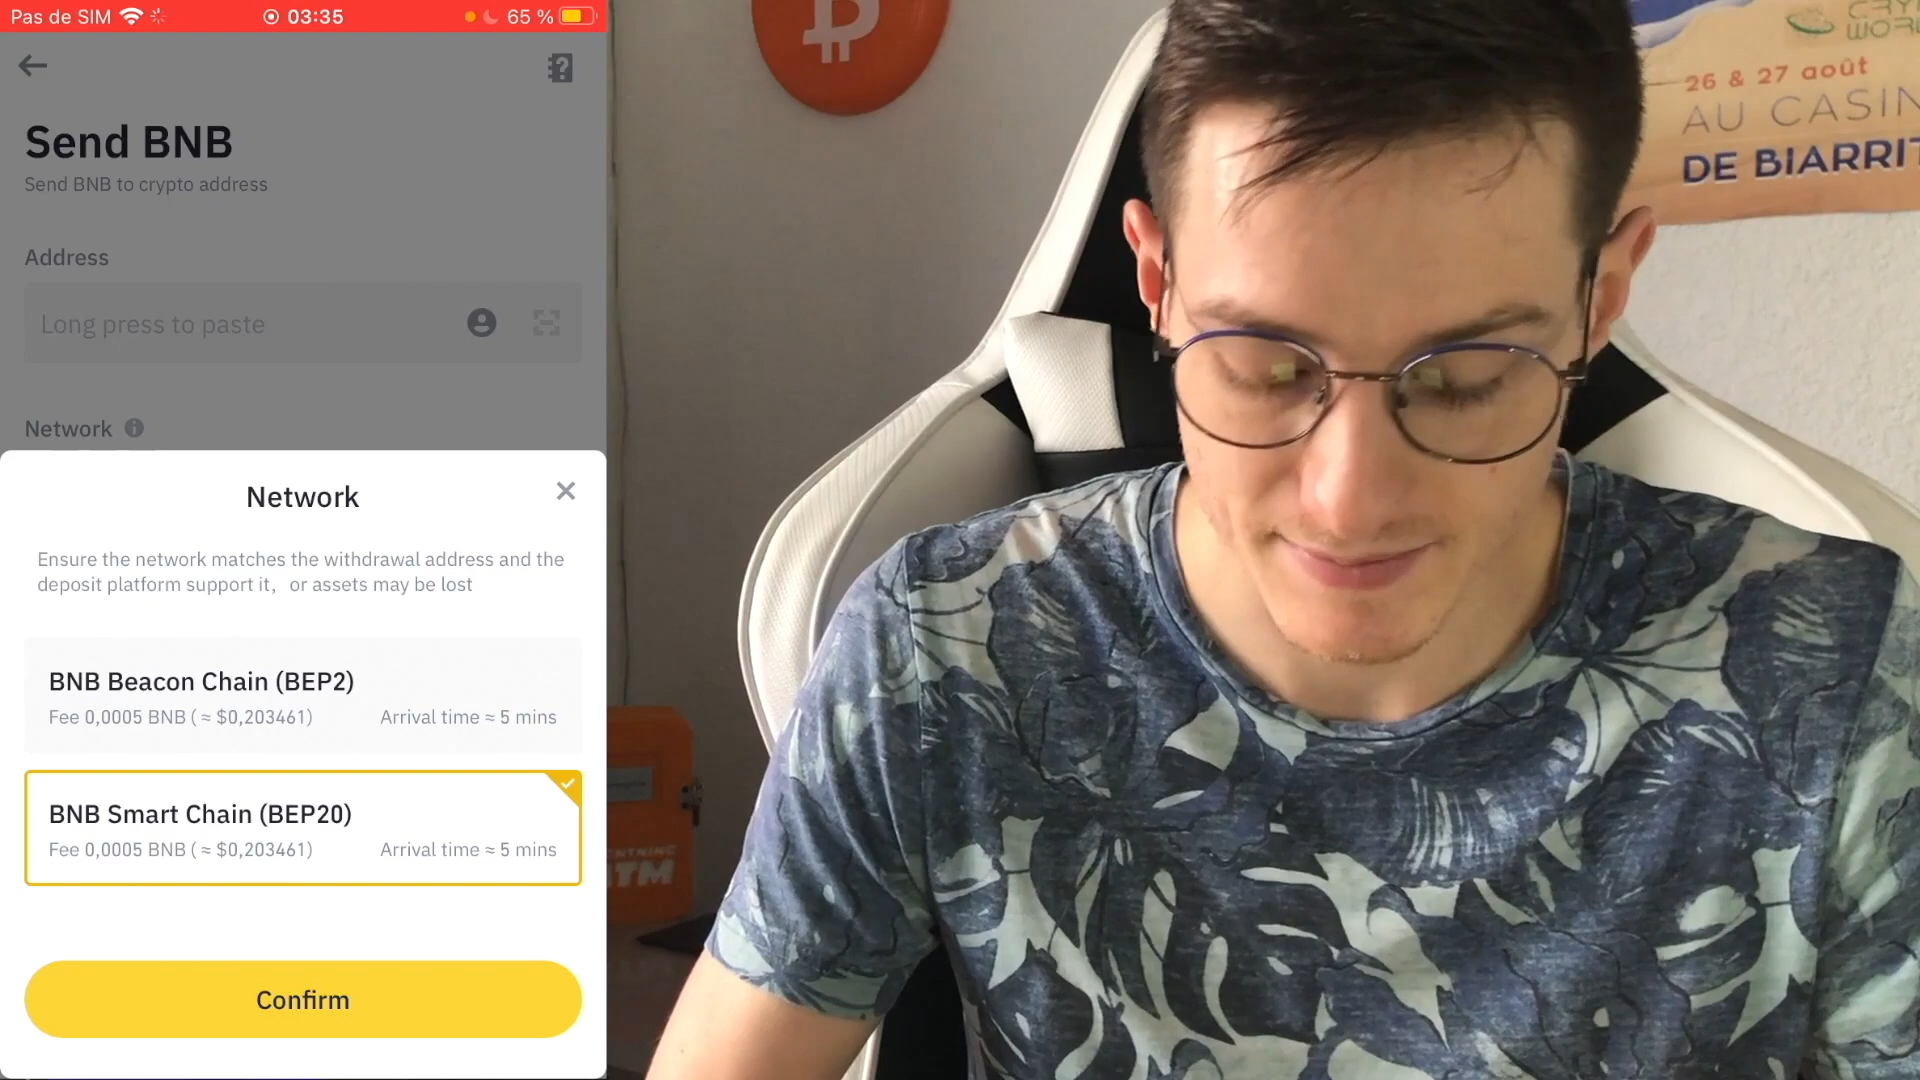 Pas de SIM 03:35 65 %
Send BNB
Send BNB to crypto address
Address
Long press to paste
Network
Network
Ensure the network matches the withdrawal address and the
deposit platform support it, or assets may be lost
BNB Beacon Chain (BEP2)
Fee 0,0005 BNB ( ≈ $0,203461) Arrival time ≈ 5 mins
BNB Smart Chain (BEP20)
Fee 0,0005 BNB ( ≈ $0,203461) Arrival time ≈ 5 mins
Confirm
26 & 27 août
AU CASIN
DE BIARRIT
ATM